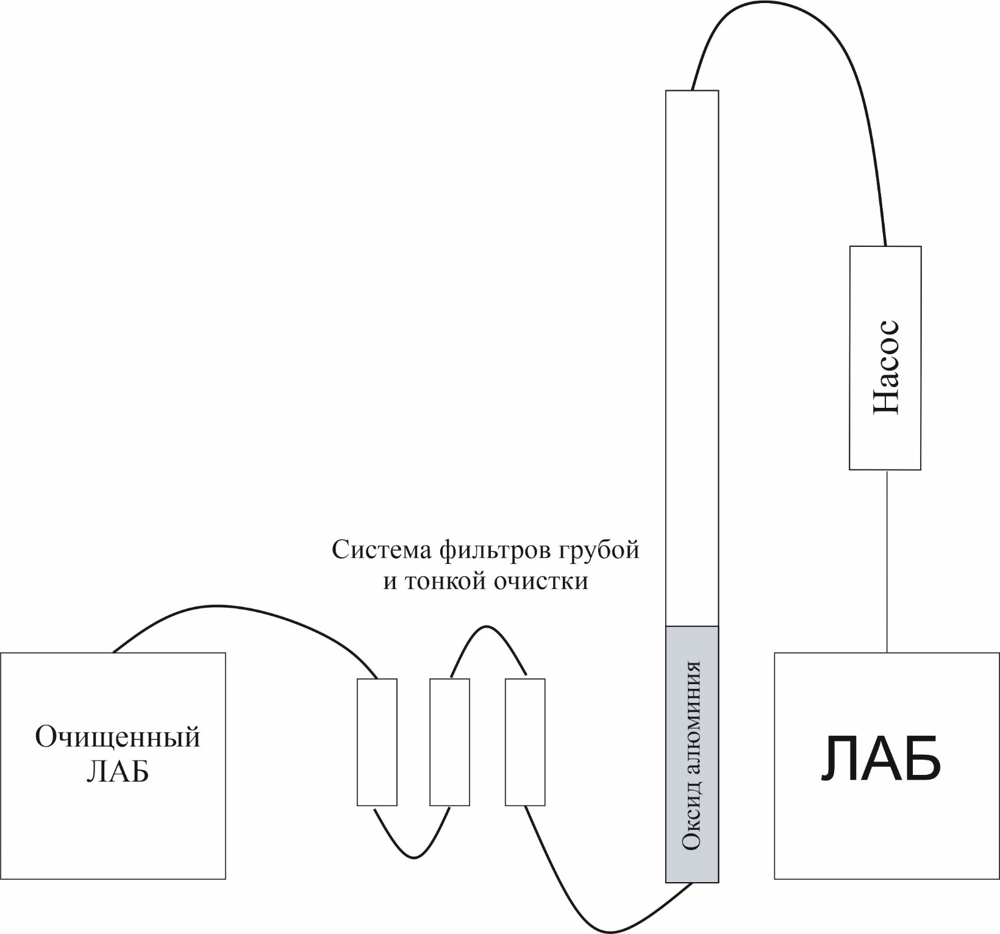 Насос
Система фильтров грубой
и тонкой очистки
Оксид алюминия
Очищенный
ЛАБ
ЛАБ